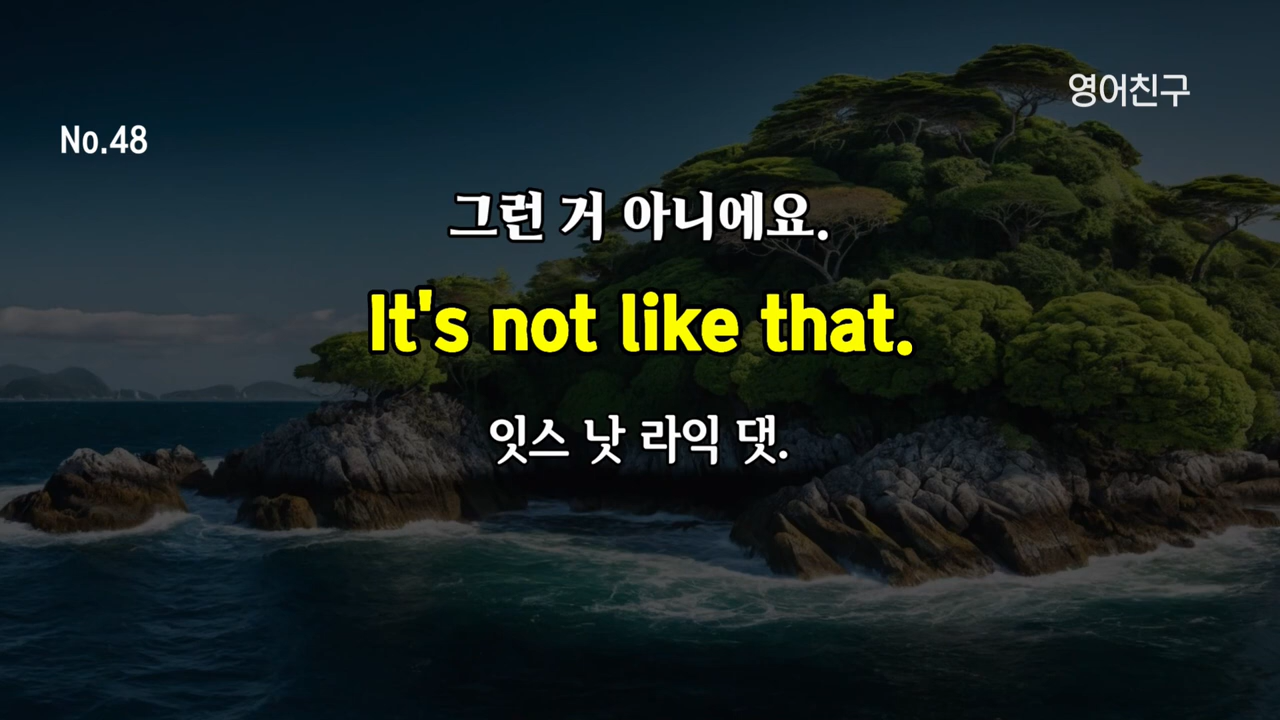 영어친구
No.48
그런 거 아니에요.
It's not like that.
잇스 낫 라익 댓.